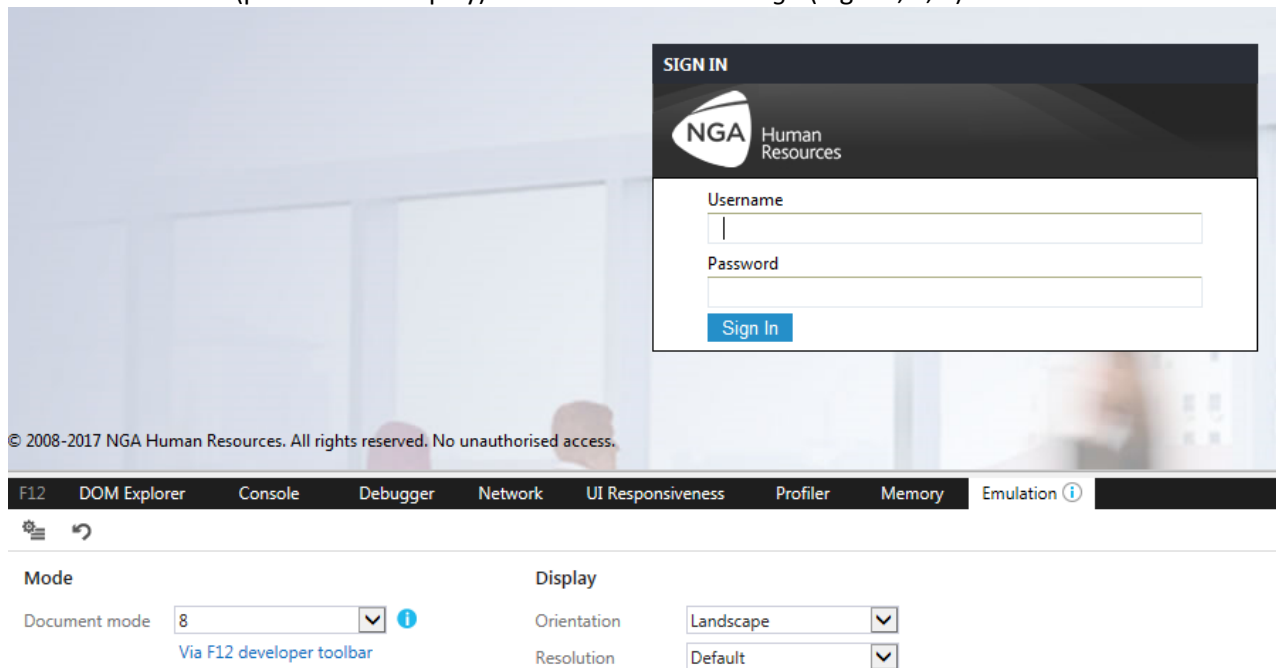 SIGN IN
NGA Human
Resources
Username
Password
Sign In
© 2008-2017 NGA Human Resources. All rights reserved. No unauthorised access.
F12 DOM Explorer Console Debugger Network UI Responsiveness Profiler Memory Emulation
Mode Display
Document mode 8 Orientation Landscape
Via F12 developer toolbar Resolution Default